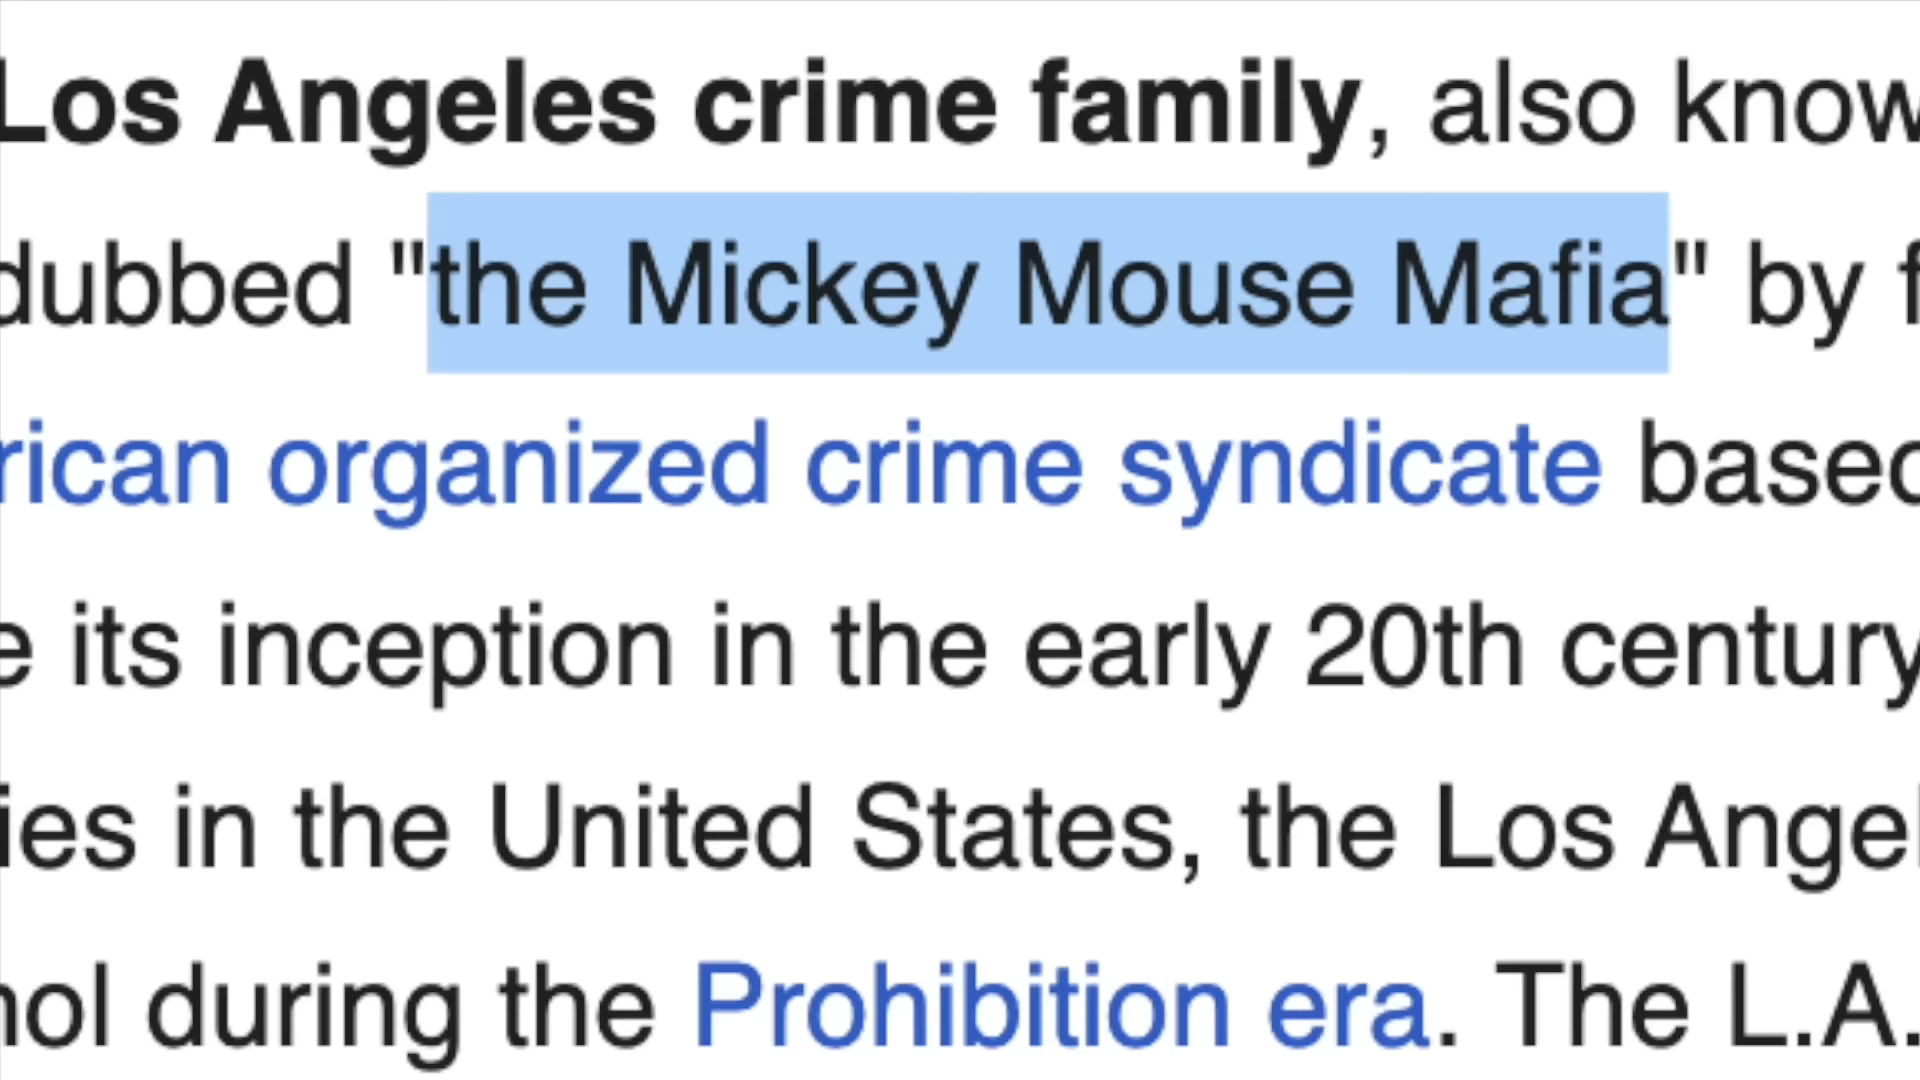 Los Angeles crime family, also know
dubbed "the Mickey Mouse Mafia" by f
rican organized crime syndicate based
e its inception in the early 20th century
ies in the United States, the Los Angel
nol during the Prohibition era. The L.A.